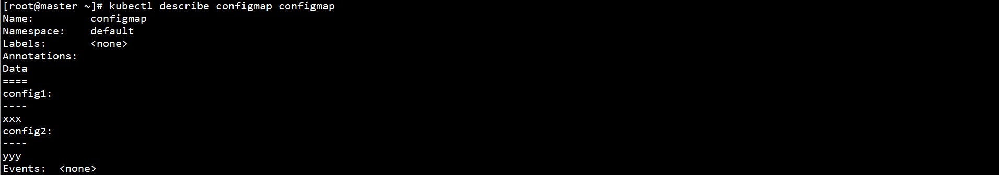 [root@master ~]# kubectl describe configmap configmap
Name:         configmap
Namespace:    default
Labels:       <none>
Annotations:
Data
====
config1:
----
xxx
config2:
----
yyy
Events:  <none>